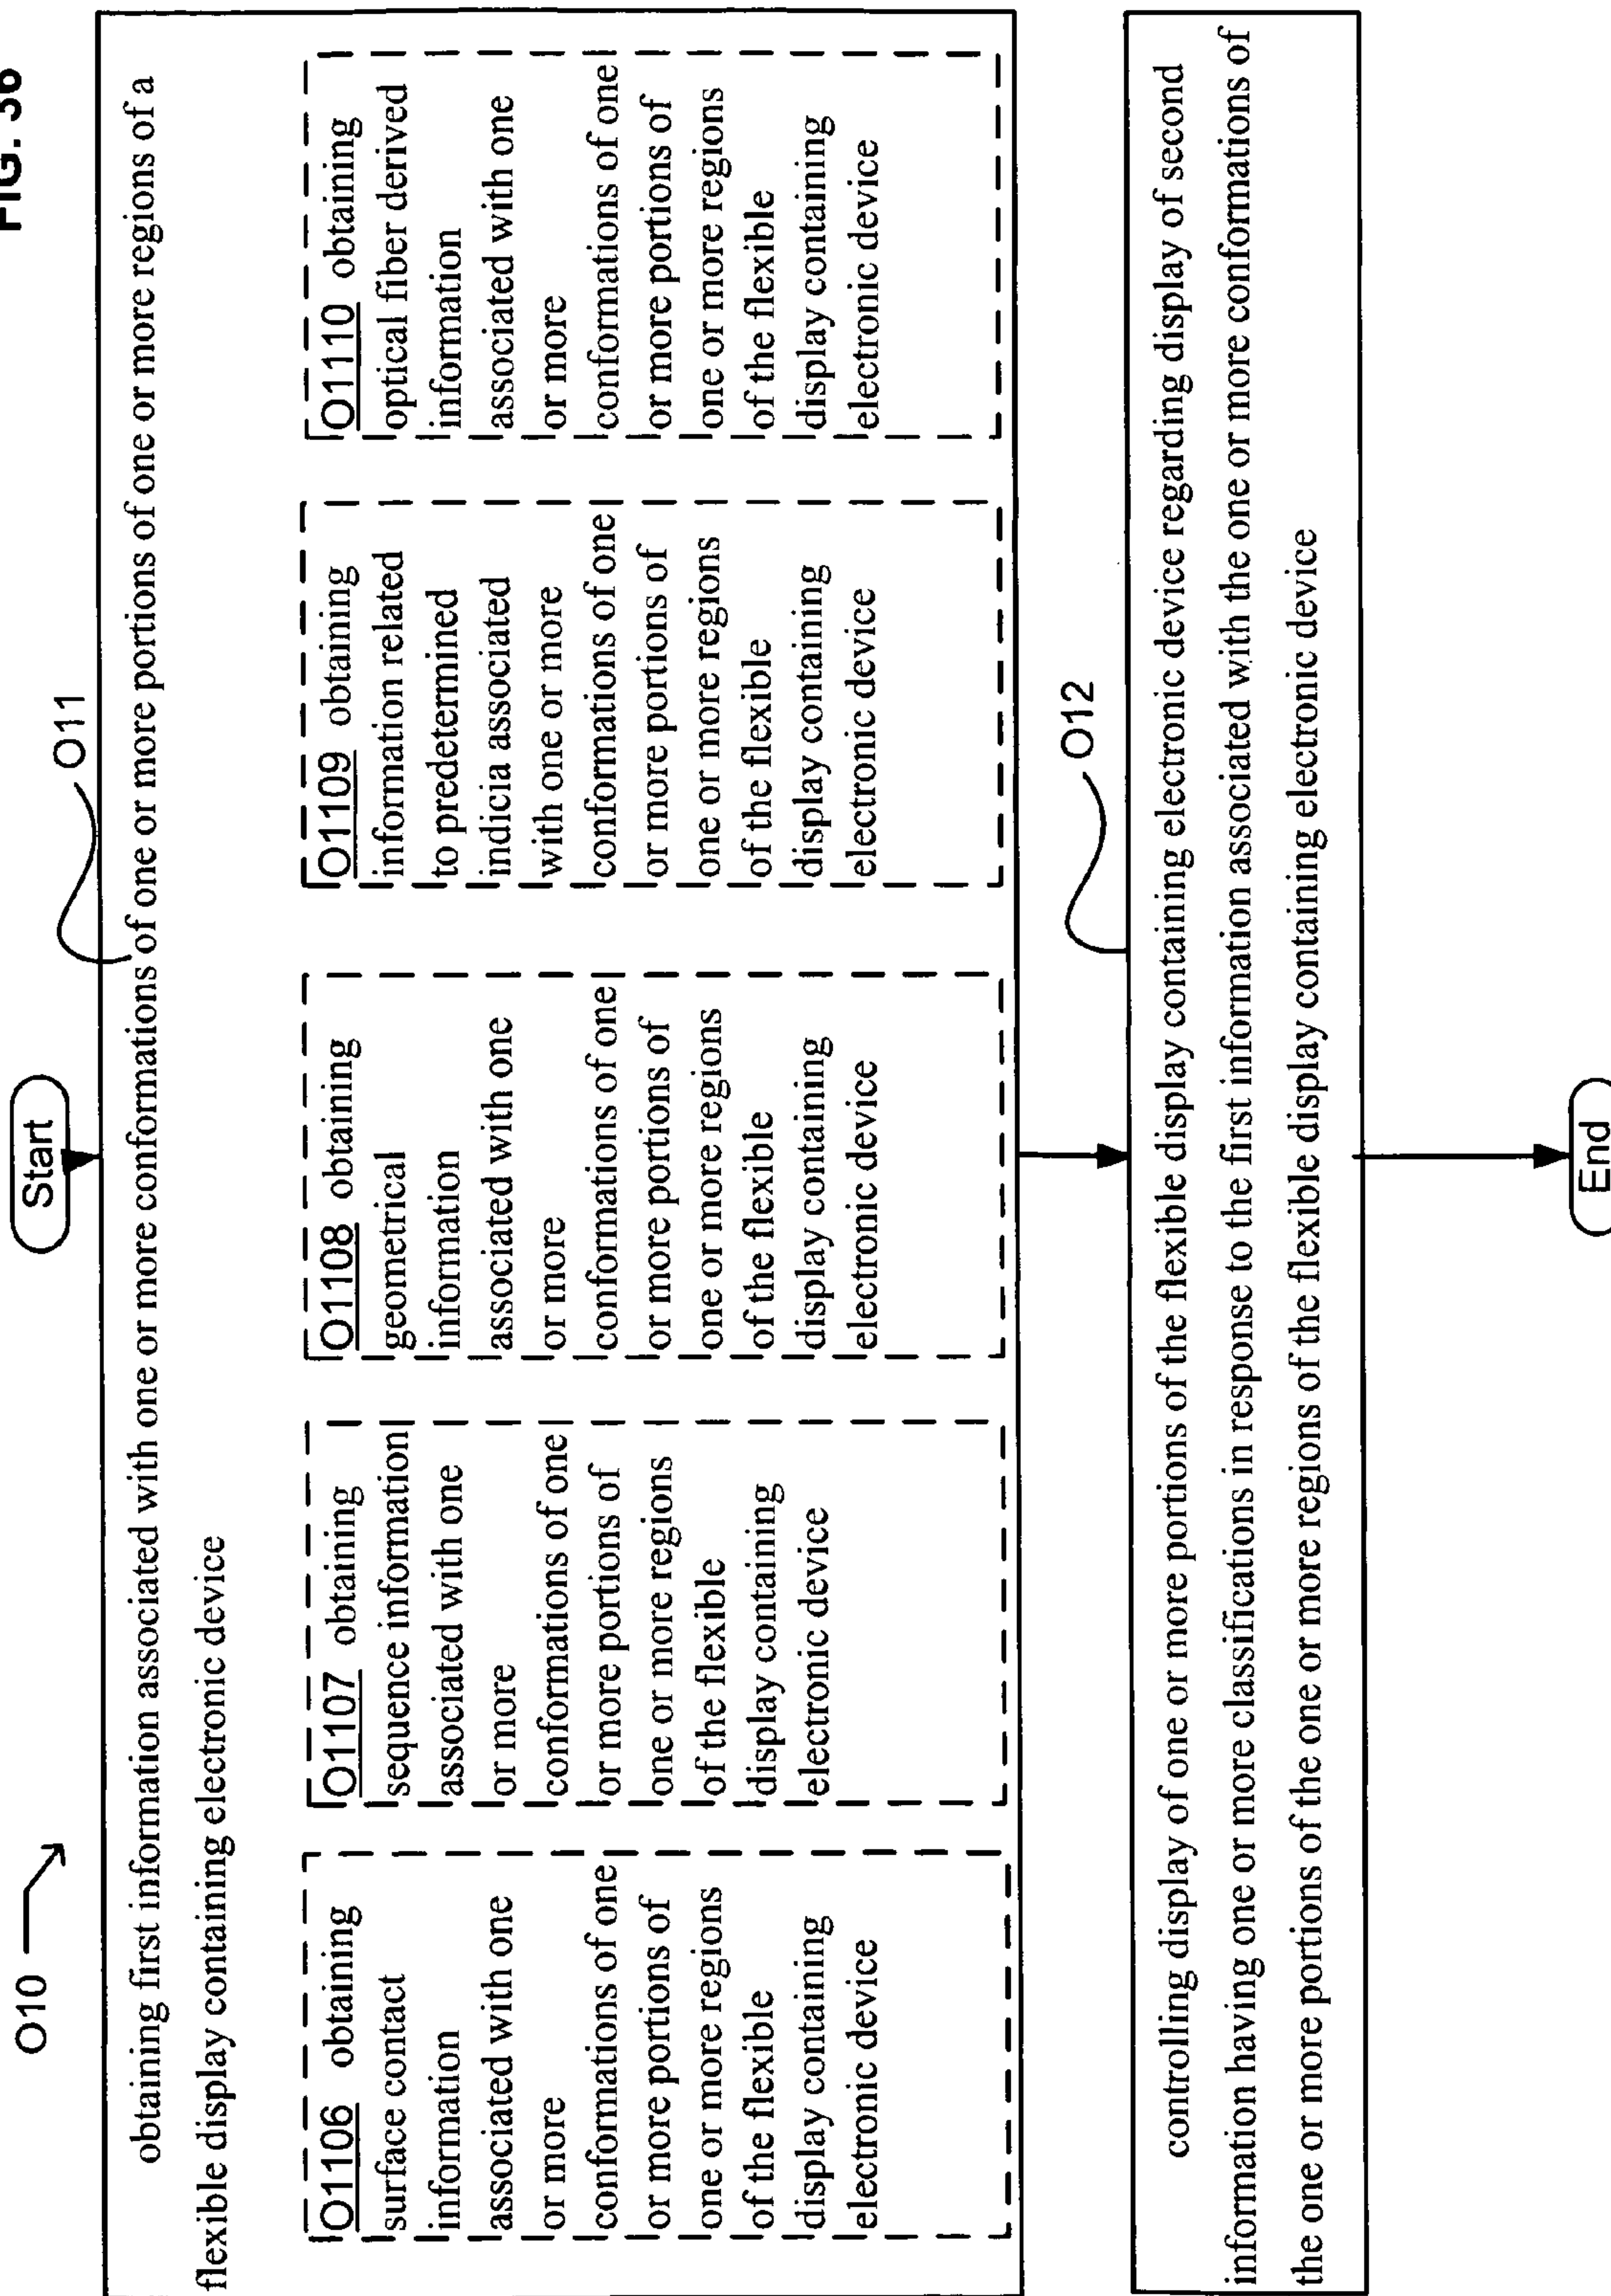 FIG. 36
O10
Start
O11
obtaining first information associated with one or more conformations of one or more portions of one or more regions of a
flexible display containing electronic device
O1106 obtaining
surface contact
information
associated with one
or more
conformations of one
or more portions of
one or more regions
of the flexible
display containing
electronic device
O1107 obtaining
sequence information
associated with one
or more
conformations of one
or more portions of
one or more regions
of the flexible
display containing
electronic device
O1108 obtaining
geometrical
information
associated with one
or more
conformations of one
or more portions of
one or more regions
of the flexible
display containing
electronic device
O1109 obtaining
information related
to predetermined
indicia associated
with one or more
conformations of one
or more portions of
one or more regions
of the flexible
display containing
electronic device
O1110 obtaining
optical fiber derived
information
associated with one
or more
conformations of one
or more portions of
one or more regions
of the flexible
display containing
electronic device
O12
controlling display of one or more portions of the flexible display containing electronic device regarding display of second
information having one or more classifications in response to the first information associated with the one or more conformations of
the one or more portions of the one or more regions of the flexible display containing electronic device
End